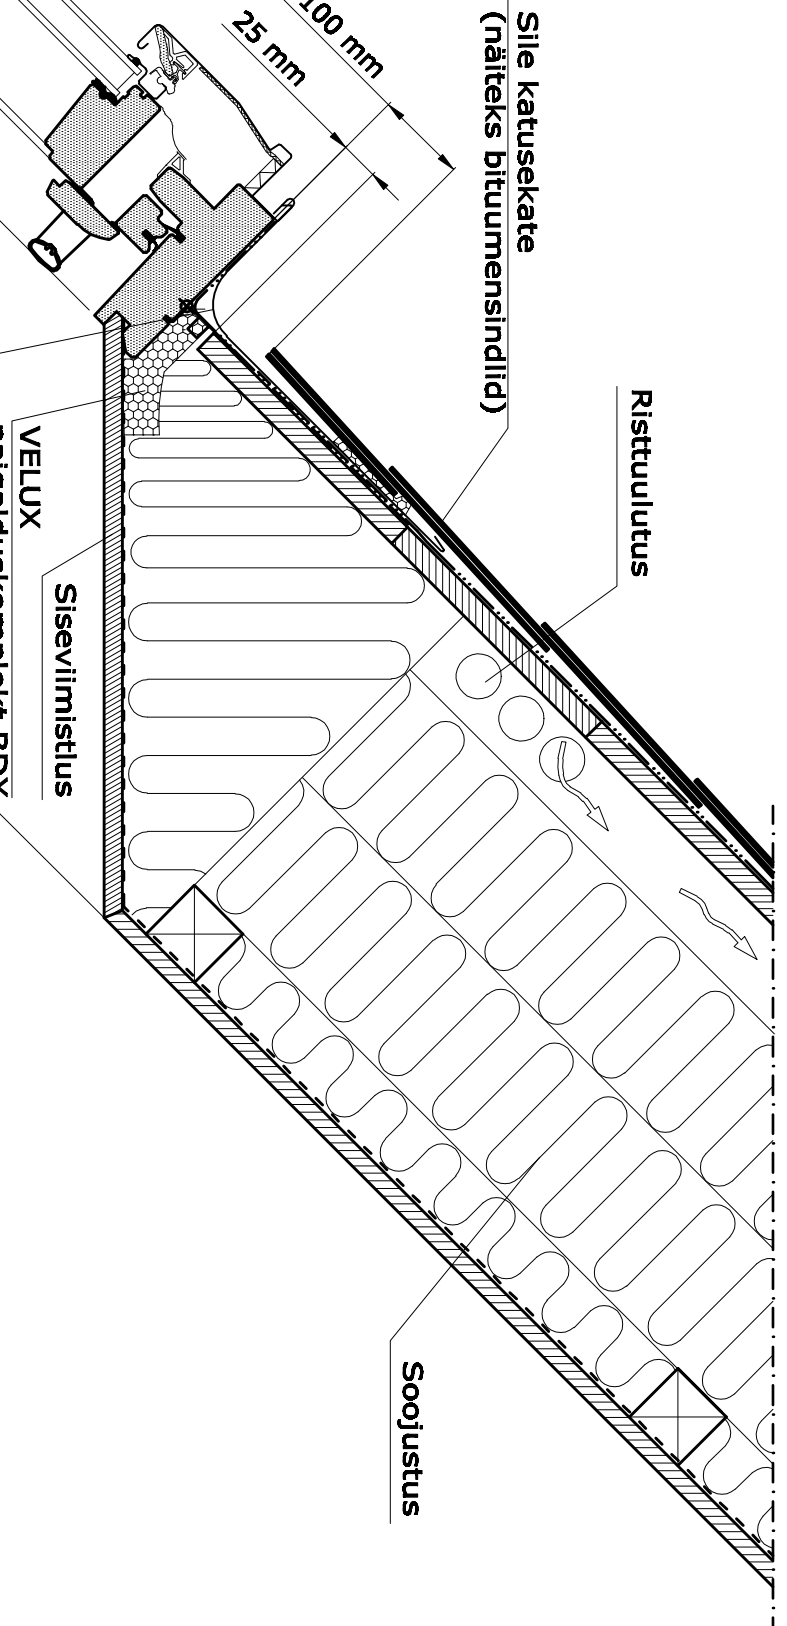 100 mm
25 mm
Sile katusekate
(näiteks bituumensindlid)
Risttuulutus
VELUX
Siseviimistlus
Soojustus